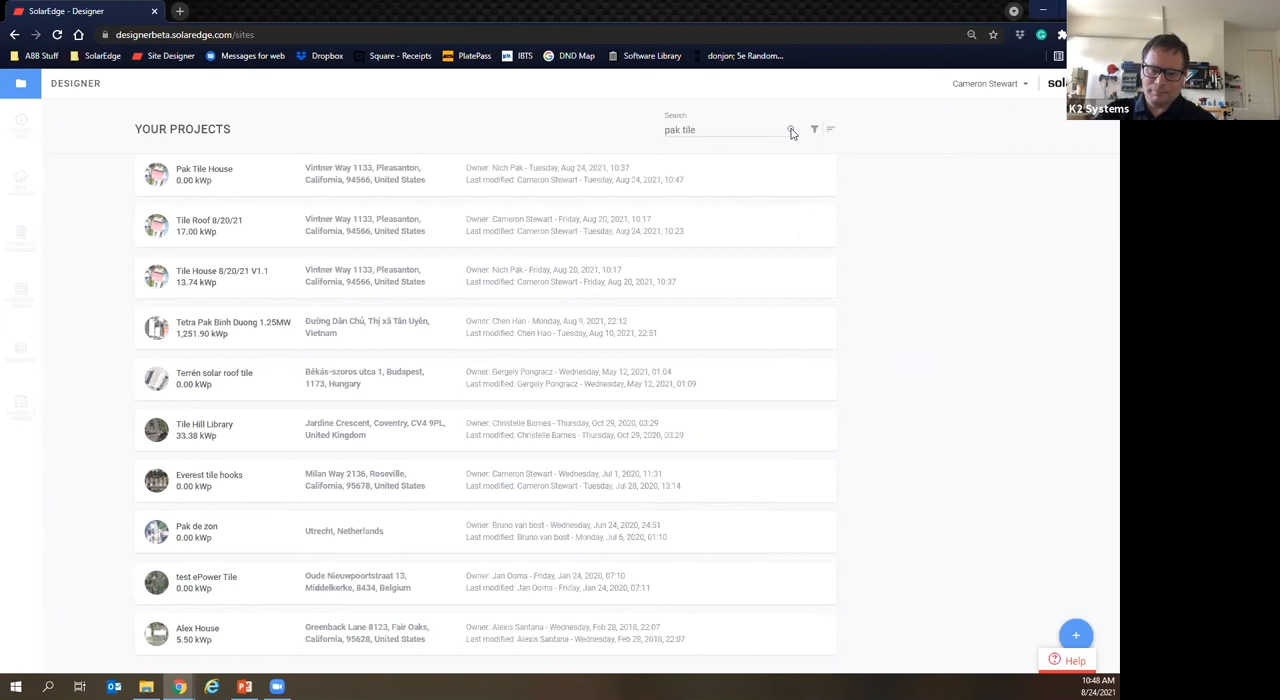 SolarEdge - Designer
designerbeta.solaredge.com/sites
ABB Stuff
SolarEdge
Site Designer
Messages for web
Dropbox
Square - Receipts
PlatePass
IBTS
DND Map
Software Library
donjor; 5e Random...
K2 Systems
DESIGNER
Cameron Stewart
sol
YOUR PROJECTS
Search
pak tile
Pak Tile House
0.00 kWp
Vintner Way 1133, Pleasanton,
California, 94566, United States
Owner: Nich Pak - Tuesday, Aug 24, 2021, 10:37
Last modified: Cameron Stewart - Tuesday, Aug 24, 2021, 10:47
Tile Roof 8/20/21
17.00 kWp
Vintner Way 1133, Pleasanton,
California, 94566, United States
Owner: Cameron Stewart - Friday, Aug 20, 2021, 10:17
Last modified: Cameron Stewart - Tuesday, Aug 24, 2021, 10:23
Tile House 8/20/21 V1.1
13.74 kWp
Vintner Way 1133, Pleasanton,
California, 94566, United States
Owner: Nich Pak - Friday, Aug 20, 2021, 10:17
Last modified: Cameron Stewart - Friday, Aug 20, 2021, 10:37
Tetra Pak Binh Duong 1.25MW
1,251.90 kWp
Đường Dân Chủ, Thị xã Tân Uyên,
Vietnam
Owner: Chen Hao - Monday, Aug 9, 2021, 22:12
Last modified: Chen Hao - Tuesday, Aug 10, 2021, 22:51
Terrén solar roof tile
0.00 kWp
Békás-szoros utca 1, Budapest,
1173, Hungary
Owner: Gergely Pongracz - Wednesday, May 12, 2021, 01:04
Last modified: Gergely Pongracz - Wednesday, May 12, 2021, 01:09
Tile Hill Library
33.38 kWp
Jardine Crescent, Coventry, CV4 9PL,
United Kingdom
Owner: Christelle Barnes - Thursday, Oct 29, 2020, 03:29
Last modified: Christelle Barnes - Thursday, Oct 29, 2020, 03:29
Everest tile hooks
0.00 kWp
Milan Way 2136, Roseville,
California, 95678, United States
Owner: Cameron Stewart - Wednesday, Jul 1, 2020, 11:31
Last modified: Cameron Stewart - Tuesday, Jul 28, 2020, 13:14
Pak de zon
0.00 kWp
Utrecht, Netherlands
Owner: Bruno van bost - Wednesday, Jun 24, 2020, 24:51
Last modified: Bruno van bost - Monday, Jul 6, 2020, 01:10
test ePower Tile
0.00 kWp
Oude Nieuwpoortstraat 13,
Middelkerke, 8434, Belgium
Owner: Jan Ooms - Friday, Jan 24, 2020, 07:10
Last modified: Jan Ooms - Friday, Jan 24, 2020, 07:11
Alex House
5.50 kWp
Greenback Lane 8123, Fair Oaks,
California, 95628, United States
Owner: Alexis Santana - Wednesday, Feb 28, 2018, 22:07
Last modified: Alexis Santana - Wednesday, Feb 28, 2018, 22:07
Help
10:48 AM
8/24/2021